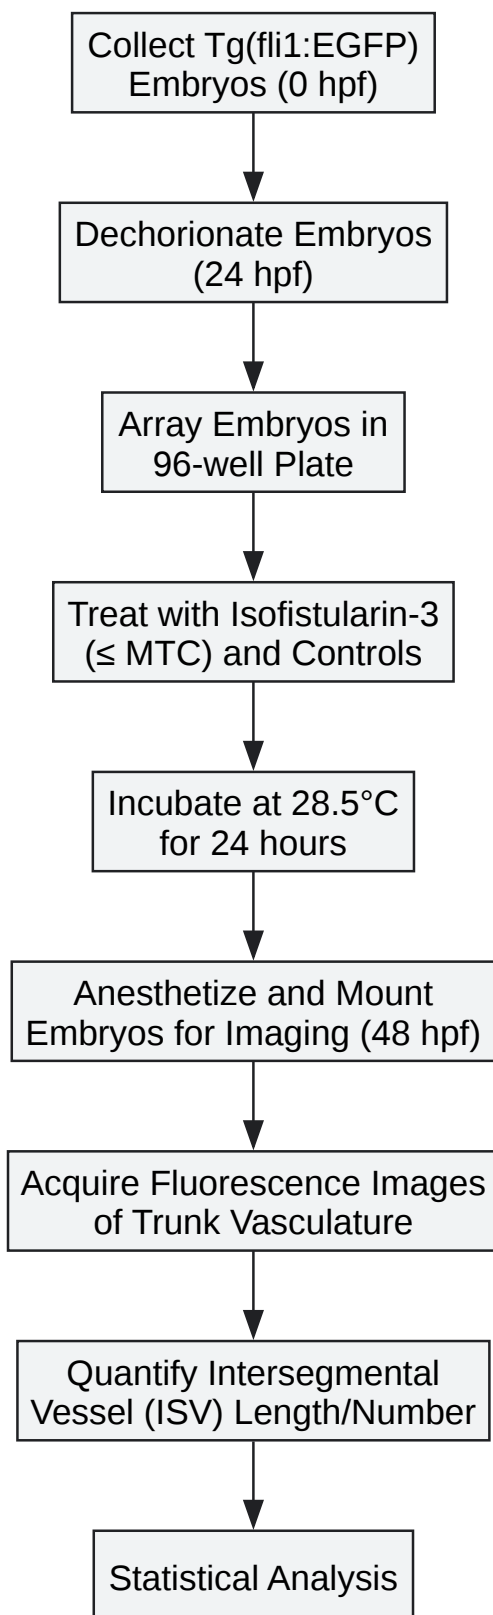 Collect Tg(fli1:EGFP)
Embryos (0 hpf)
Dechorionate Embryos
(24 hpf)
Array Embryos in
96-well Plate
Treat with Isofistularin-3
(≤ MTC) and Controls
Incubate at 28.5°C
for 24 hours
Anesthetize and Mount
Embryos for Imaging (48 hpf)
Acquire Fluorescence Images
of Trunk Vasculature
Quantify Intersegmental
Vessel (ISV) Length/Number
Statistical Analysis